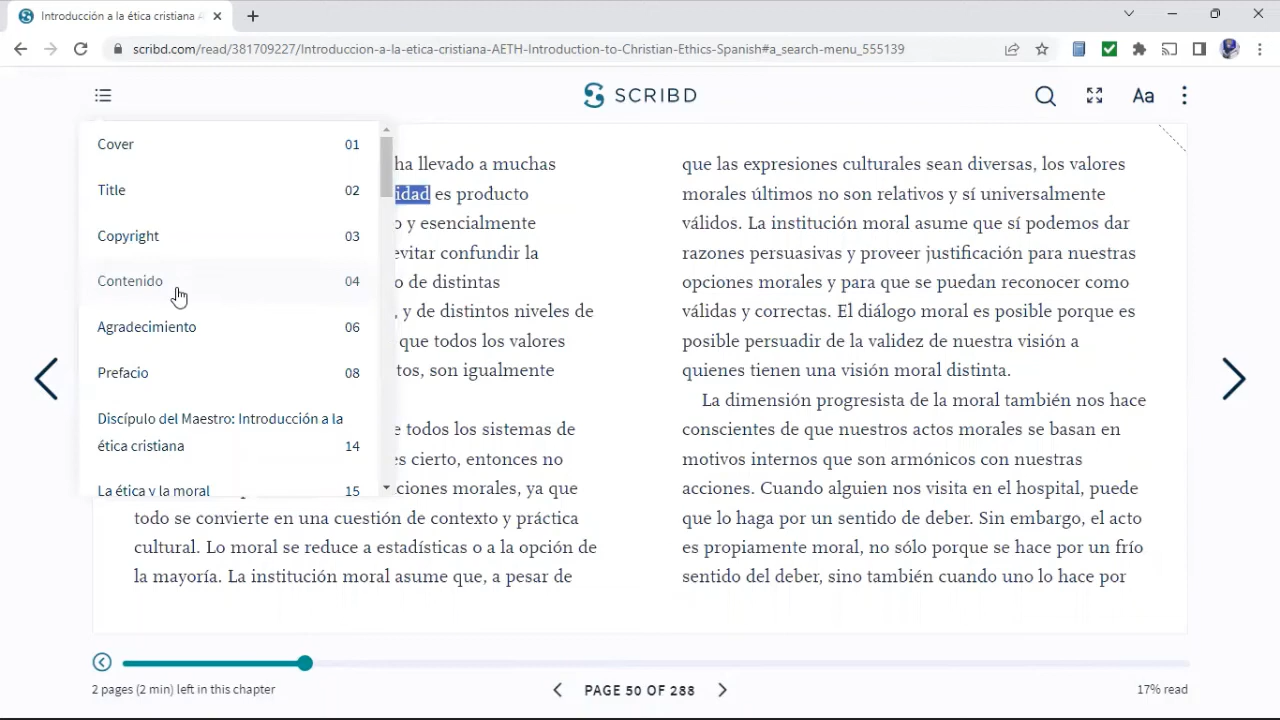 Introducción a la ética cristiana A
scribd.com/read/381709227/Introduccion-a-la-etica-cristiana-AETH-Introduction-to-Christian-Ethics-Spanish#a_search-menu_555139
SCRIBD
Aa
Cover 01
Title 02
Copyright 03
Contenido 04
Agradecimiento 06
Prefacio 08
Discípulo del Maestro: Introducción a la
ética cristiana 14
La ética y la moral 15
ha llevado a muchas
idad es producto
o y esencialmente
evitar confundir la
o de distintas
, y de distintos niveles de
que todos los valores
tos, son igualmente
e todos los sistemas de
es cierto, entonces no
ciones morales, ya que
todo se convierte en una cuestión de contexto y práctica
cultural. Lo moral se reduce a estadísticas o a la opción de
la mayoría. La institución moral asume que, a pesar de
que las expresiones culturales sean diversas, los valores
morales últimos no son relativos y sí universalmente
válidos. La institución moral asume que sí podemos dar
razones persuasivas y proveer justificación para nuestras
opciones morales y para que se puedan reconocer como
válidas y correctas. El diálogo moral es posible porque es
posible persuadir de la validez de nuestra visión a
quienes tienen una visión moral distinta.
La dimensión progresista de la moral también nos hace
conscientes de que nuestros actos morales se basan en
motivos internos que son armónicos con nuestras
acciones. Cuando alguien nos visita en el hospital, puede
que lo haga por un sentido de deber. Sin embargo, el acto
es propiamente moral, no sólo porque se hace por un frío
sentido del deber, sino también cuando uno lo hace por
2 pages (2 min) left in this chapter
PAGE 50 OF 288
17% read